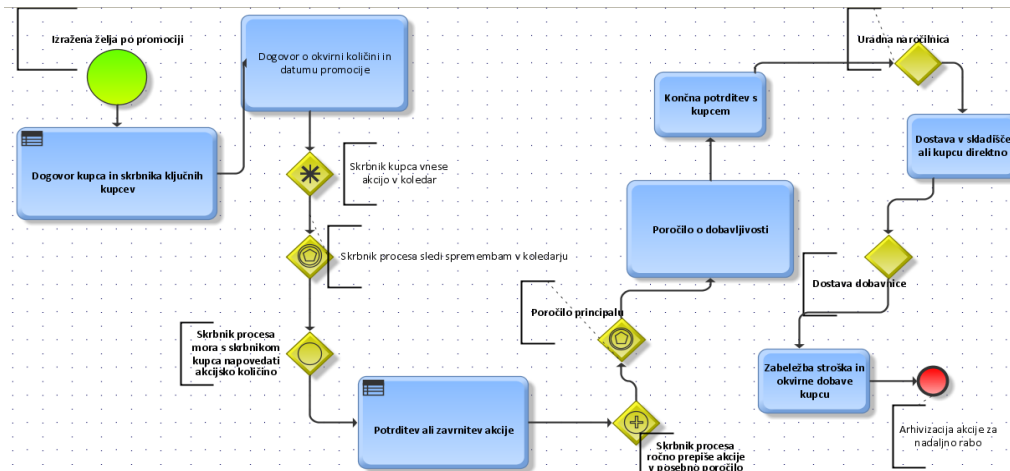 Izražena želja po promociji
Dogovor kupca in skrbnika ključnih
kupcev
Dogovor o okvirni količini in
datumu promocije
Skrbnik kupca vnese
akcijo v koledar
Skrbnik procesa sledi spremembam v koledarju
Skrbnik procesa
mora s skrbnikom
kupca napovedati
akcijsko količino
Potrditev ali zavrnitev akcije
Skrbnik procesa
ročno prepiše akcije
v posebno poročilo
Poročilo principalu
Poročilo o dobavljivosti
Končna potrditev s
kupcem
Uradna naročilnica
Dostava v skladišče
ali kupcu direktno
Dostava dobavnice
Zabeležba stroška in
okvirne dobave
kupcu
Arhivizacija akcije za
nadaljno rabo